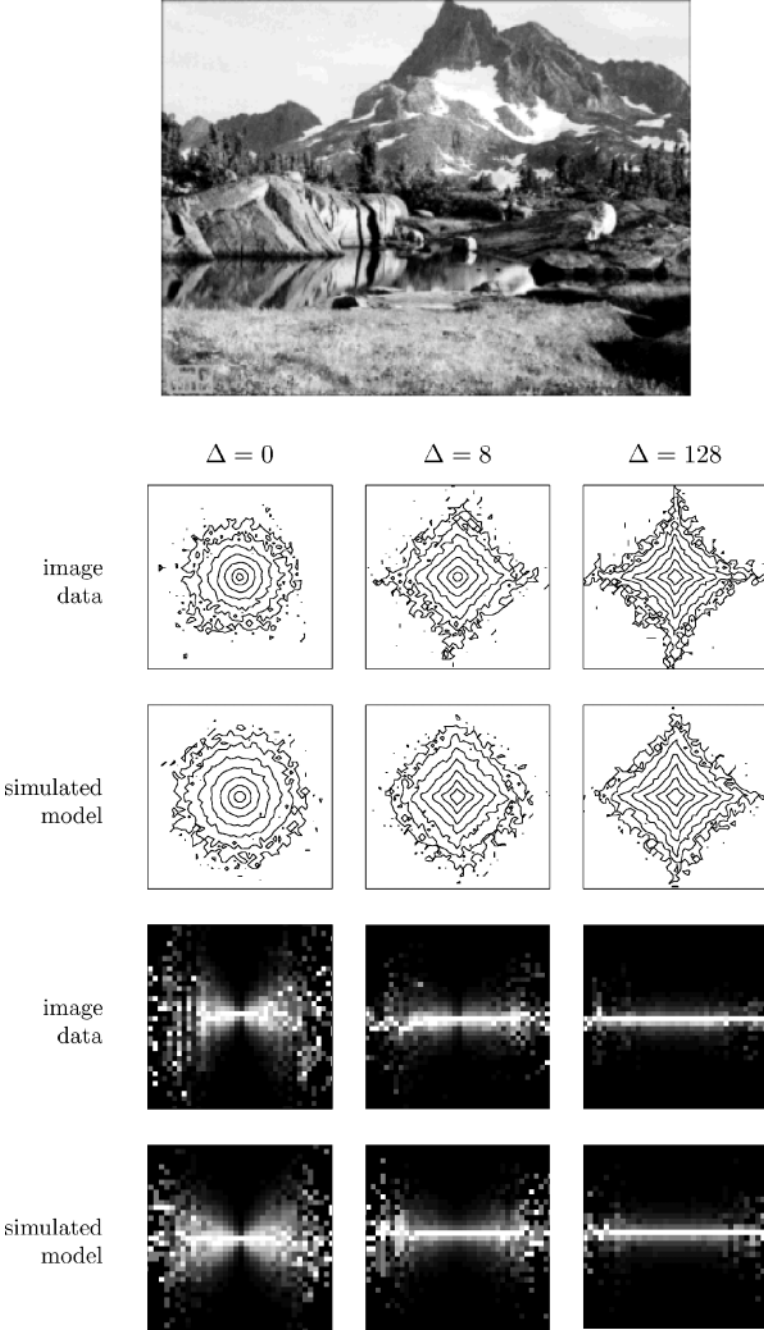 Δ = 0
Δ = 8
Δ = 128
image
data
simulated
model
image
data
simulated
model